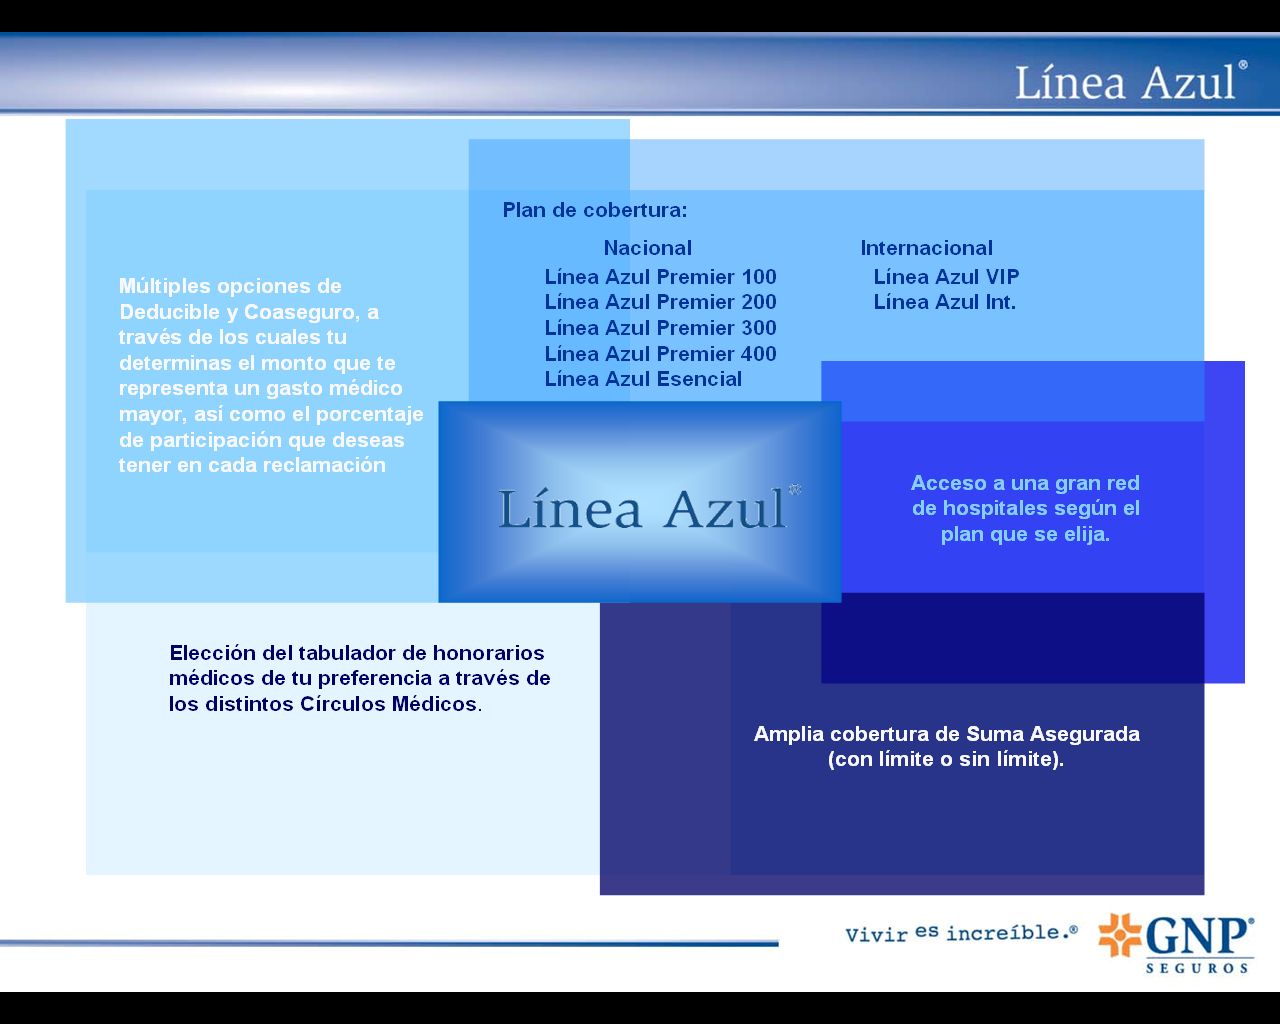 Línea Azul®
Plan de cobertura:
Nacional
Línea Azul Premier 100
Línea Azul Premier 200
Línea Azul Premier 300
Línea Azul Premier 400
Línea Azul Esencial
Internacional
Línea Azul VIP
Línea Azul Int.
Múltiples opciones de
Deducible y Coaseguro, a
través de los cuales tu
determinas el monto que te
representa un gasto médico
mayor, así como el porcentaje
de participación que deseas
tener en cada reclamación
Línea Azul®
Acceso a una gran red
de hospitales según el
plan que se elija.
Elección del tabulador de honorarios
médicos de tu preferencia a través de
los distintos Círculos Médicos.
Amplia cobertura de Suma Asegurada
(con límite o sin límite).
Vivir es increíble.®
GNP®
SEGUROS